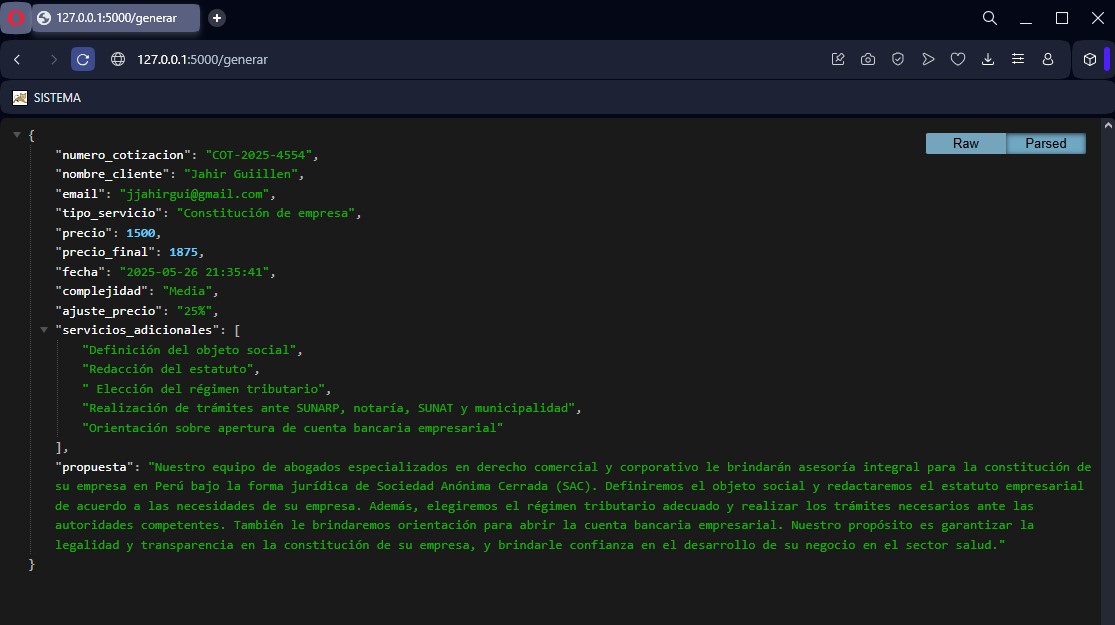 127.0.0.1:5000/generar
127.0.0.1:5000/generar
SISTEMA
Raw Parsed
{
"numero_cotizacion": "COT-2025-4554",
"nombre_cliente": "Jahir Guiillen",
"email": "jjahirgui@gmail.com",
"tipo_servicio": "Constitución de empresa",
"precio": 1500,
"precio_final": 1875,
"fecha": "2025-05-26 21:35:41",
"complejidad": "Media",
"ajuste_precio": "25%",
"servicios_adicionales": [
"Definición del objeto social",
"Redacción del estatuto",
" Elección del régimen tributario",
"Realización de trámites ante SUNARP, notaría, SUNAT y municipalidad",
"Orientación sobre apertura de cuenta bancaria empresarial"
],
"propuesta": "Nuestro equipo de abogados especializados en derecho comercial y corporativo le brindarán asesoría integral para la constitución de
su empresa en Perú bajo la forma jurídica de Sociedad Anónima Cerrada (SAC). Definiremos el objeto social y redactaremos el estatuto empresarial
de acuerdo a las necesidades de su empresa. Además, elegiremos el régimen tributario adecuado y realizar los trámites necesarios ante las
autoridades competentes. También le brindaremos orientación para abrir la cuenta bancaria empresarial. Nuestro propósito es garantizar la
legalidad y transparencia en la constitución de su empresa, y brindarle confianza en el desarrollo de su negocio en el sector salud."
}